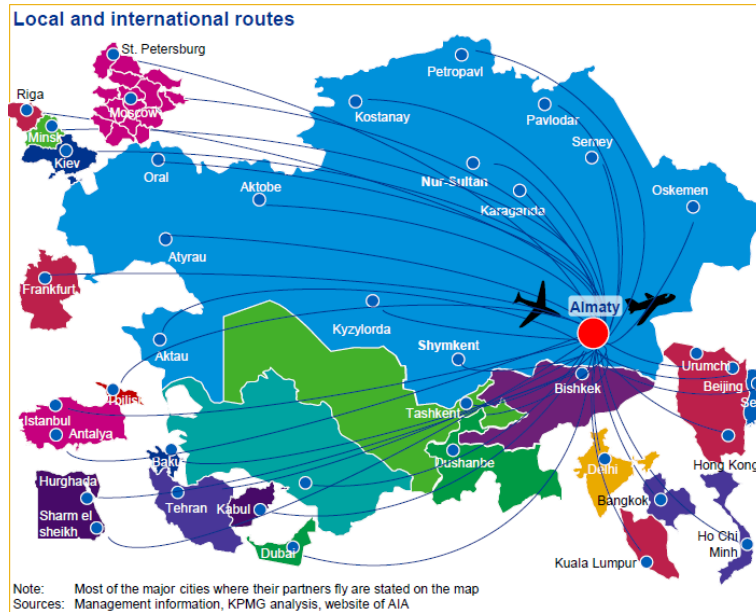 Local and international routes
St. Petersburg
Petropavl
Riga
Moscow
Kostanay
Pavlodar
Minsk
Semey
Kiev
Oral
Nur-Sultan
Aktobe
Karaganda
Oskemen
Atyrau
Frankfurt
Almaty
Kyzylorda
Aktau
Shymkent
Urumchi
Bishkek
Beijing
Tbilisi
Se
Istanbul
Tashkent
Antalya
Baku
Dushanbe
Delhi
Hong Kong
Hurghada
Tehran
Kabul
Bangkok
Sharm el
sheikh
Dubai
Ho Chi
Minh
Kuala Lumpur
Note: Most of the major cities where their partners fly are stated on the map
Sources: Management information, KPMG analysis, website of AIA